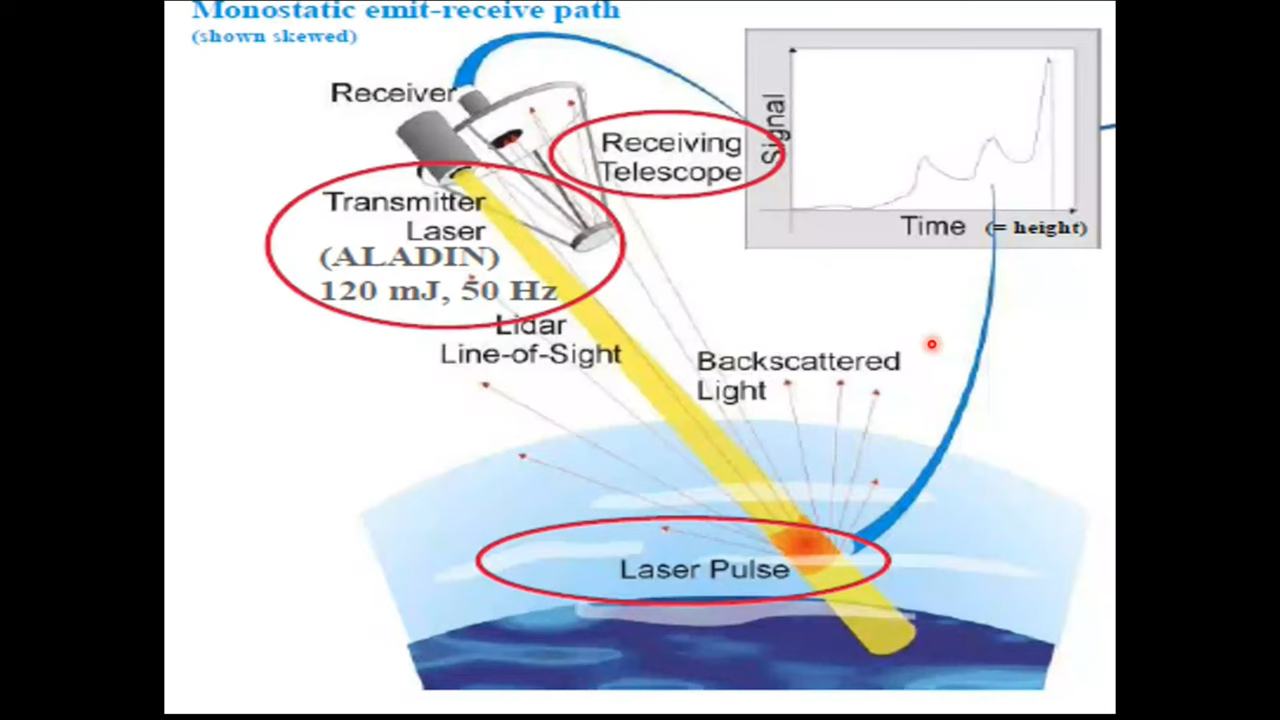 Monostatic emit-receive path
(shown skewed)
Receiver
Receiving
Telescope
Signal
Time (= height)
Transmitter
Laser
(ALADIN)
120 mJ, 50 Hz
Lidar
Line-of-Sight
Backscattered
Light
Laser Pulse